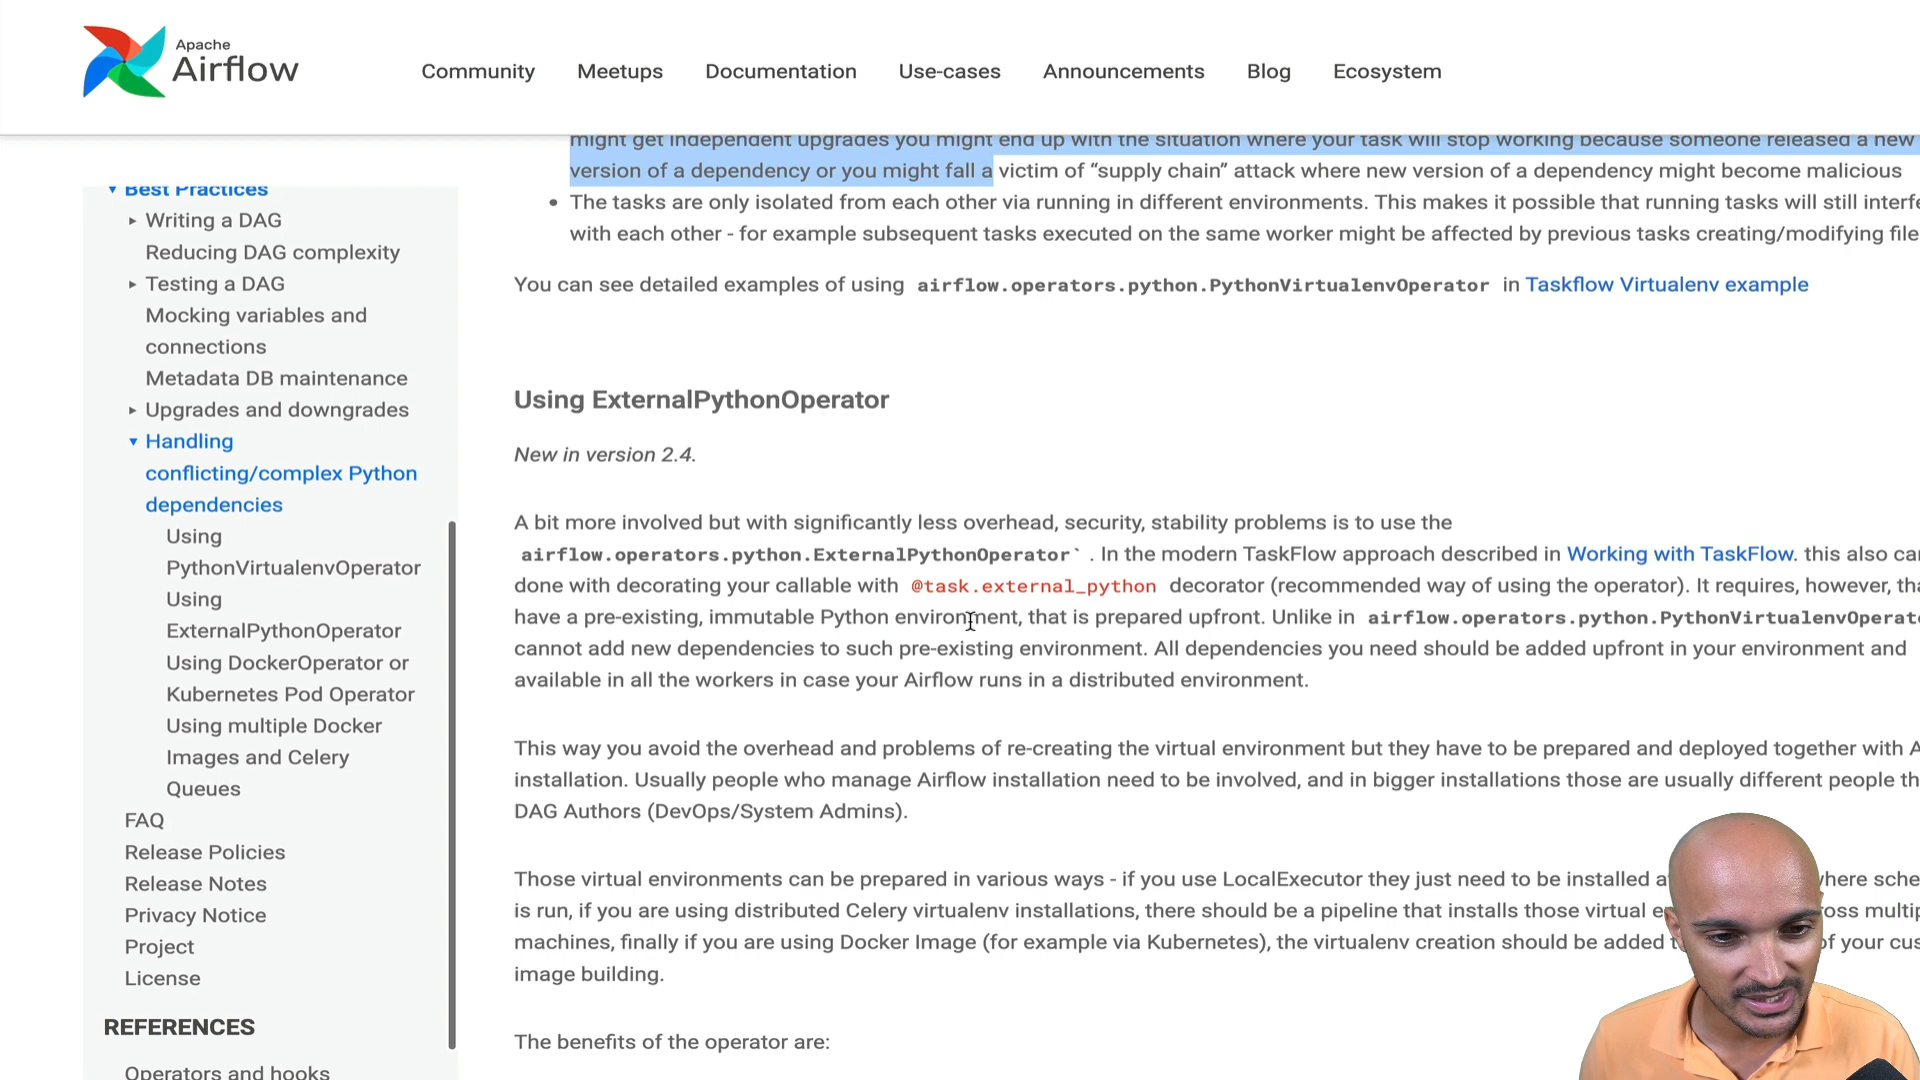 Apache
Airflow
Community
Meetups
Documentation
Use-cases
Announcements
Blog
Ecosystem
Best Practices
Writing a DAG
Reducing DAG complexity
Testing a DAG
Mocking variables and
connections
Metadata DB maintenance
Upgrades and downgrades
Handling
conflicting/complex Python
dependencies
Using
PythonVirtualenvOperator
Using
ExternalPythonOperator
Using DockerOperator or
Kubernetes Pod Operator
Using multiple Docker
Images and Celery
Queues
FAQ
Release Policies
Release Notes
Privacy Notice
Project
License
REFERENCES
Operators and hooks
might get independent upgrades you might end up with the situation where your task will stop working because someone released a new
version of a dependency or you might fall a victim of “supply chain” attack where new version of a dependency might become malicious
• The tasks are only isolated from each other via running in different environments. This makes it possible that running tasks will still interfe
with each other - for example subsequent tasks executed on the same worker might be affected by previous tasks creating/modifying file
You can see detailed examples of using airflow.operators.python.PythonVirtualenvOperator in Taskflow Virtualenv example
Using ExternalPythonOperator
New in version 2.4.
A bit more involved but with significantly less overhead, security, stability problems is to use the
airflow.operators.python.ExternalPythonOperator` . In the modern TaskFlow approach described in Working with TaskFlow. this also can
done with decorating your callable with @task.external_python decorator (recommended way of using the operator). It requires, however, tha
have a pre-existing, immutable Python environment, that is prepared upfront. Unlike in airflow.operators.python.PythonVirtualenvOperat
cannot add new dependencies to such pre-existing environment. All dependencies you need should be added upfront in your environment and
available in all the workers in case your Airflow runs in a distributed environment.
This way you avoid the overhead and problems of re-creating the virtual environment but they have to be prepared and deployed together with A
installation. Usually people who manage Airflow installation need to be involved, and in bigger installations those are usually different people th
DAG Authors (DevOps/System Admins).
Those virtual environments can be prepared in various ways - if you use LocalExecutor they just need to be installed a where sche
is run, if you are using distributed Celery virtualenv installations, there should be a pipeline that installs those virtual e ross multip
machines, finally if you are using Docker Image (for example via Kubernetes), the virtualenv creation should be added of your cus
image building.
The benefits of the operator are: